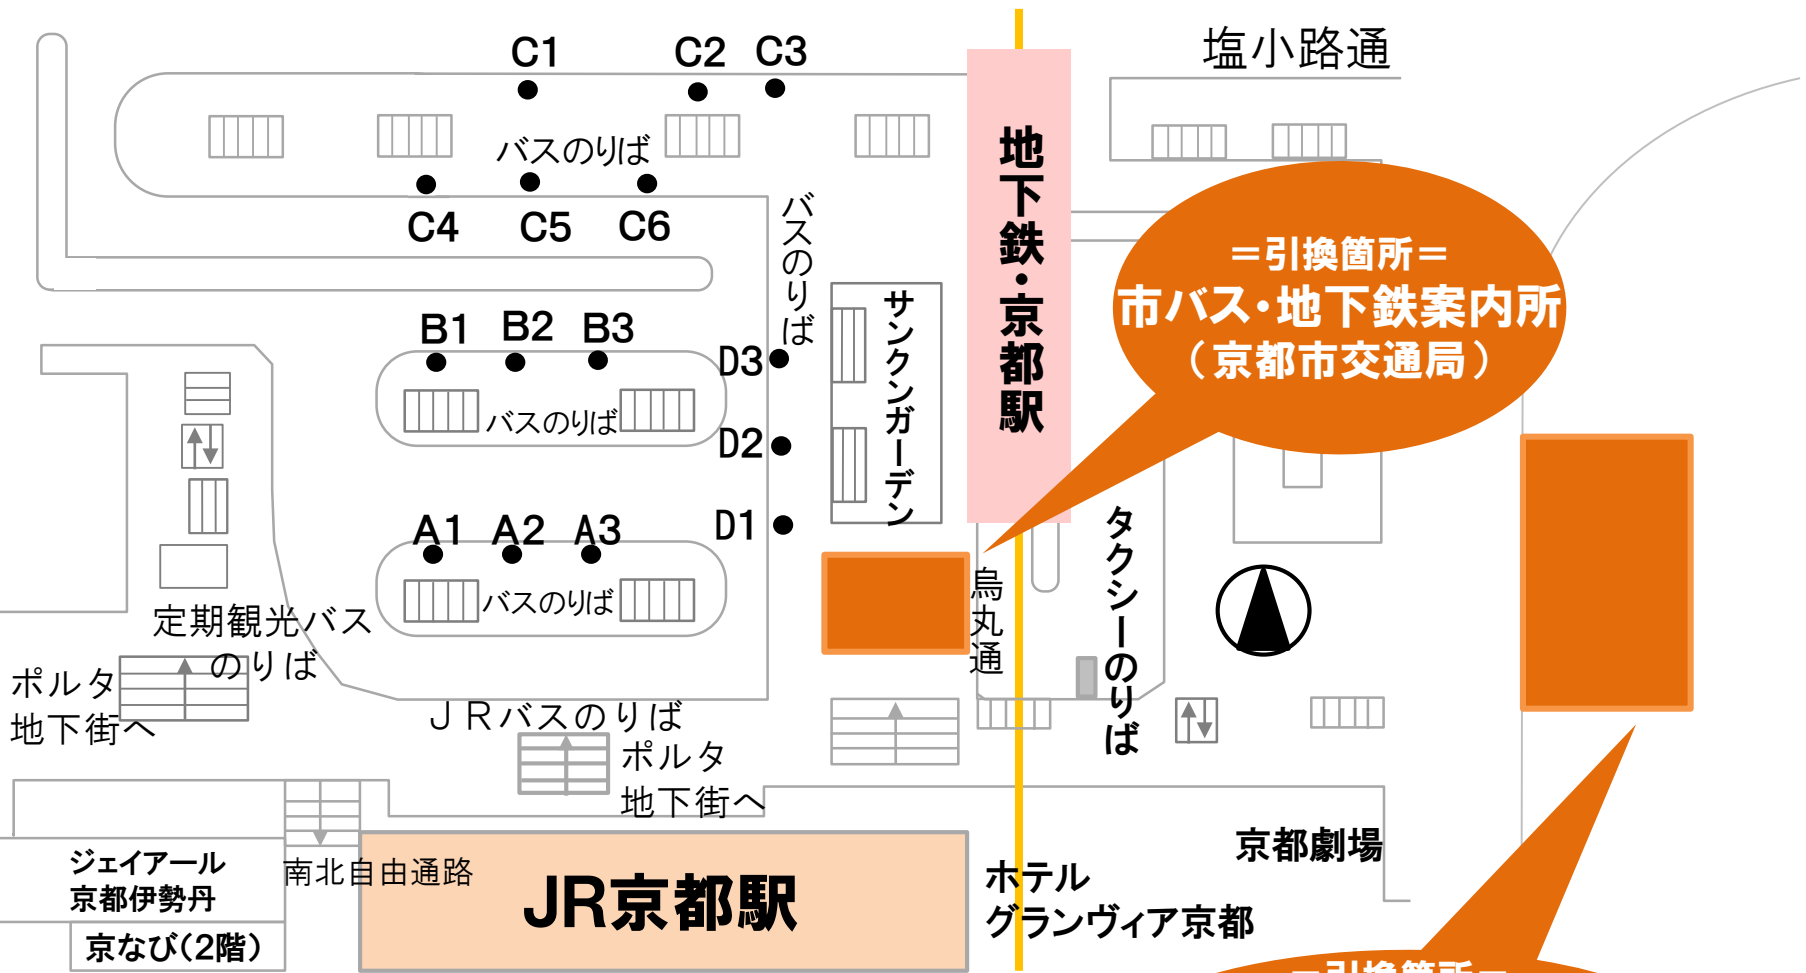 C1
C2
C3
塩小路通
バスのりば
C4
C5
C6
バスのりば
地下鉄・京都駅
＝引換箇所＝
市バス・地下鉄案内所
（京都市交通局）
B1
B2
B3
バスのりば
D3
D2
D1
サンクンガーデン
A1
A2
A3
バスのりば
烏丸通
タクシーのりば
定期観光バス
のりば
ポルタ
地下街へ
ＪＲバスのりば
ポルタ
地下街へ
ジェイアール
京都伊勢丹
京なび（2階）
南北自由通路
JR京都駅
ホテル
グランヴィア京都
京都劇場
＝引換箇所＝